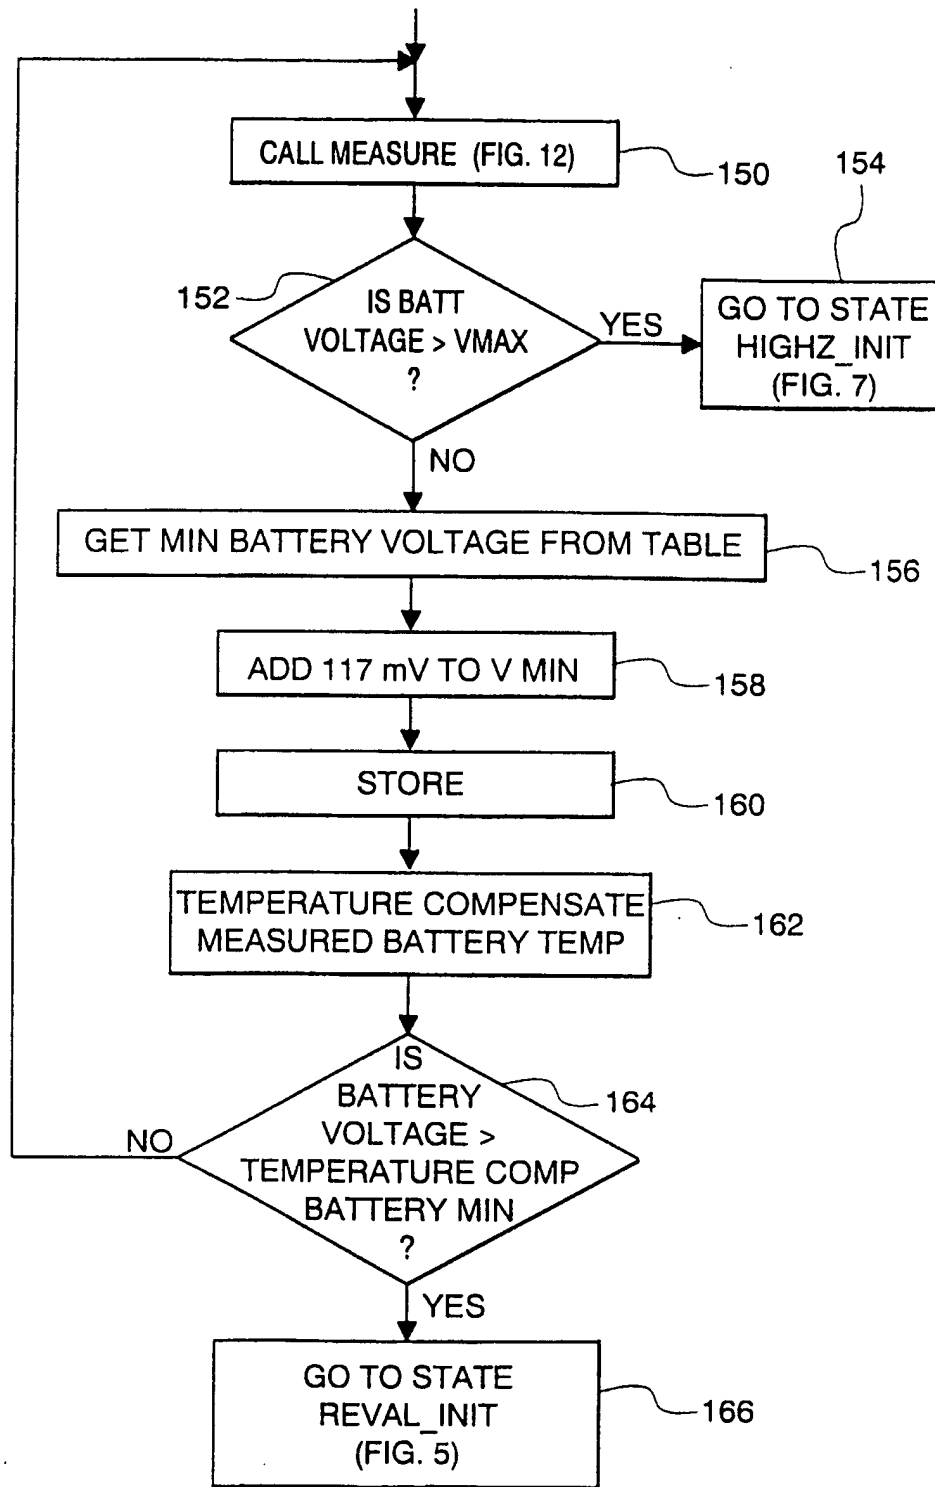 CALL MEASURE (FIG. 12)
150
154
152
IS BATT
VOLTAGE > VMAX
?
YES
GO TO STATE
HIGHZ_INIT
(FIG. 7)
NO
GET MIN BATTERY VOLTAGE FROM TABLE
156
ADD 117 mV TO V MIN
158
STORE
160
TEMPERATURE COMPENSATE
MEASURED BATTERY TEMP
162
IS
BATTERY
VOLTAGE >
TEMPERATURE COMP
BATTERY MIN
?
164
NO
YES
GO TO STATE
REVAL_INIT
(FIG. 5)
166